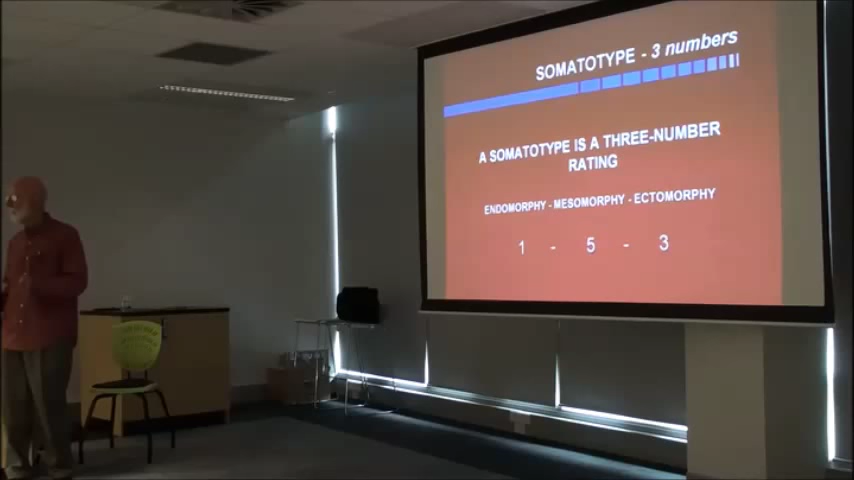 SOMATOTYPE - 3 numbers
A SOMATOTYPE IS A THREE-NUMBER
RATING
ENDOMORPHY - MESOMORPHY - ECTOMORPHY
1 - 5 - 3